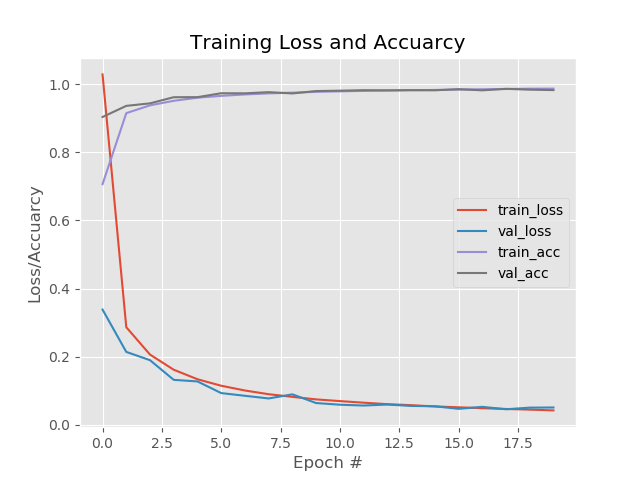 Training Loss and Accuarcy
Loss/Accuarcy
1.0
0.8
0.6
0.4
0.2
0.0
train_loss
val_loss
train_acc
val_acc
0.0 2.5 5.0 7.5 10.0 12.5 15.0 17.5
Epoch #